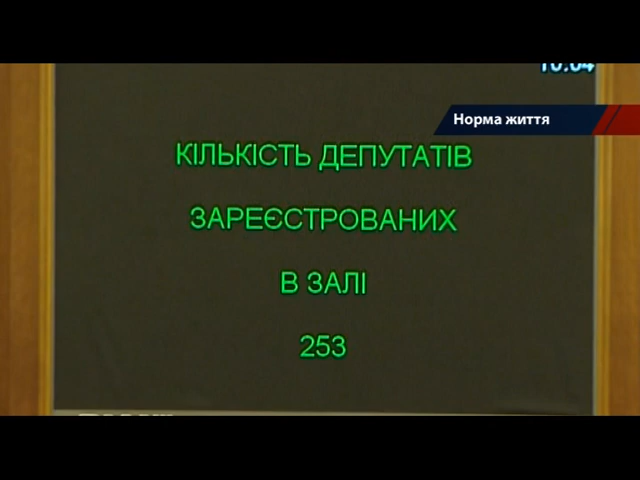 10:04
Норма життя
КІЛЬКІСТЬ ДЕПУТАТІВ
ЗАРЕЄСТРОВАНИХ
В ЗАЛІ
253